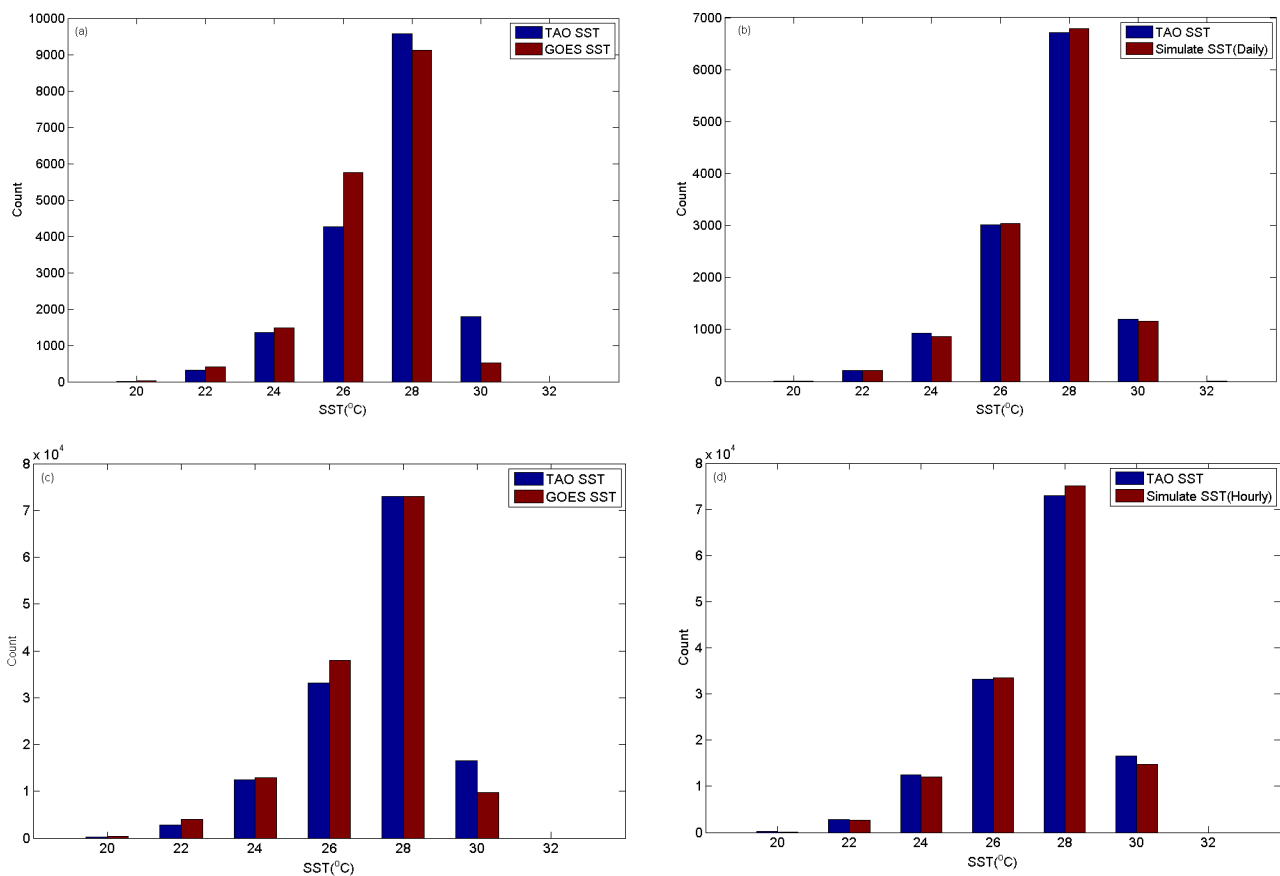 (a)
TAO SST
GOES SST
10000
9000
8000
7000
6000
5000
4000
3000
2000
1000
0
Count
20 22 24 26 28 30 32
SST(⁰C)
(b)
TAO SST
Simulate SST(Daily)
7000
6000
5000
4000
3000
2000
1000
0
Count
20 22 24 26 28 30 32
SST(⁰C)
x 10⁴
(c)
TAO SST
GOES SST
8
7
6
5
4
3
2
1
0
Count
20 22 24 26 28 30 32
SST(⁰C)
x 10⁴
(d)
TAO SST
Simulate SST(Hourly)
8
7
6
5
4
3
2
1
0
Count
20 22 24 26 28 30 32
SST(⁰C)